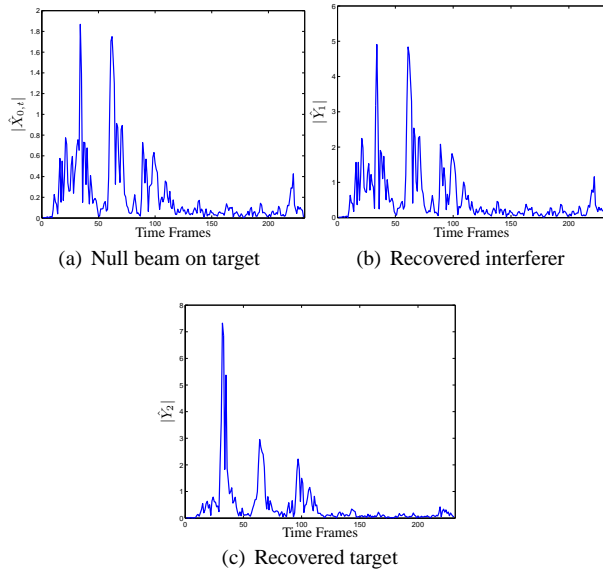 2
1.8
1.6
1.4
1.2
1
0.8
0.6
0.4
0.2
0
|X̂₀,ₜ|
0 50 100 150 200
Time Frames
(a) Null beam on target
6
5
4
3
2
1
0
|Ŷ₁|
0 50 100 150 200
Time Frames
(b) Recovered interferer
8
7
6
5
4
3
2
1
0
|Ŷ₂|
0 50 100 150 200
Time Frames
(c) Recovered target